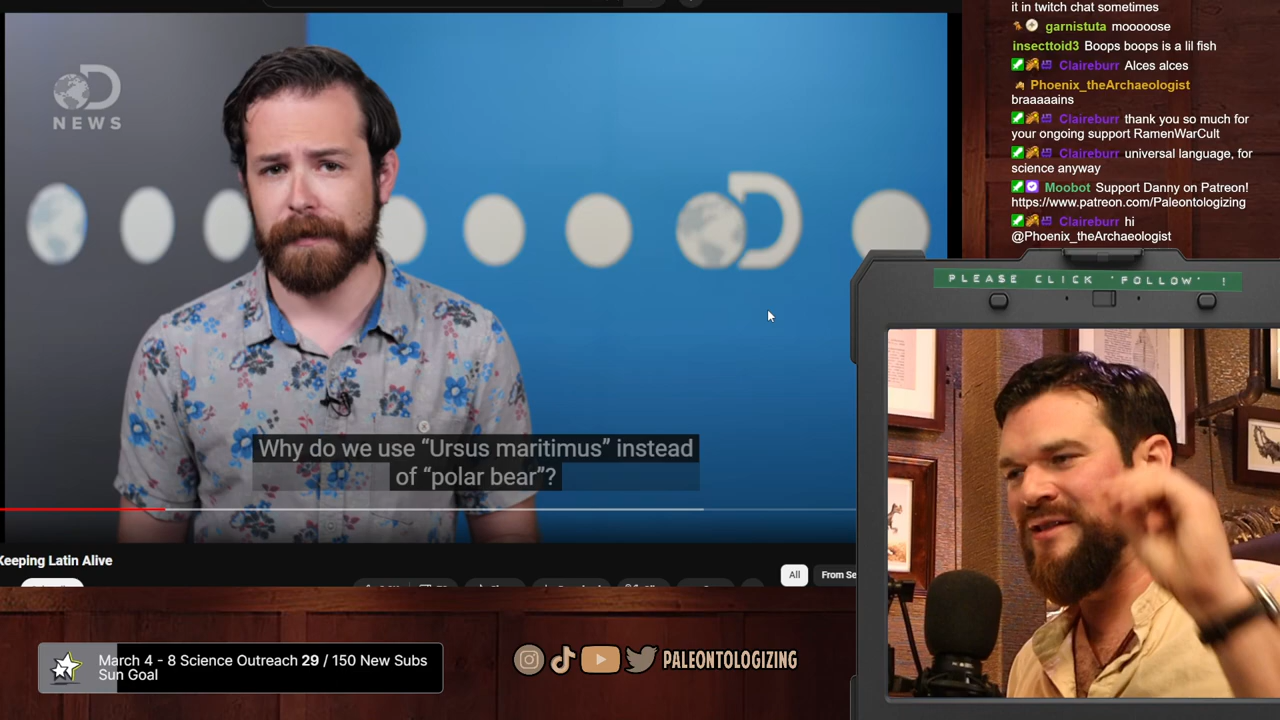 NEWS
Why do we use “Ursus maritimus” instead
of “polar bear”?
Keeping Latin Alive
All
From Se
it in twitch chat sometimes
garnistuta mooooose
insecttoid3 Boops boops is a lil fish
Claireburr Alces alces
Phoenix_theArchaeologist
braaaaains
Claireburr thank you so much for
your ongoing support RamenWarCult
Claireburr universal language, for
science anyway
Moobot Support Danny on Patreon!
https://www.patreon.com/Paleontologizing
Claireburr hi
@Phoenix_theArchaeologist
PLEASE CLICK 'FOLLOW' !
March 4 - 8 Science Outreach 29 / 150 New Subs
Sun Goal
PALEONTOLOGIZING